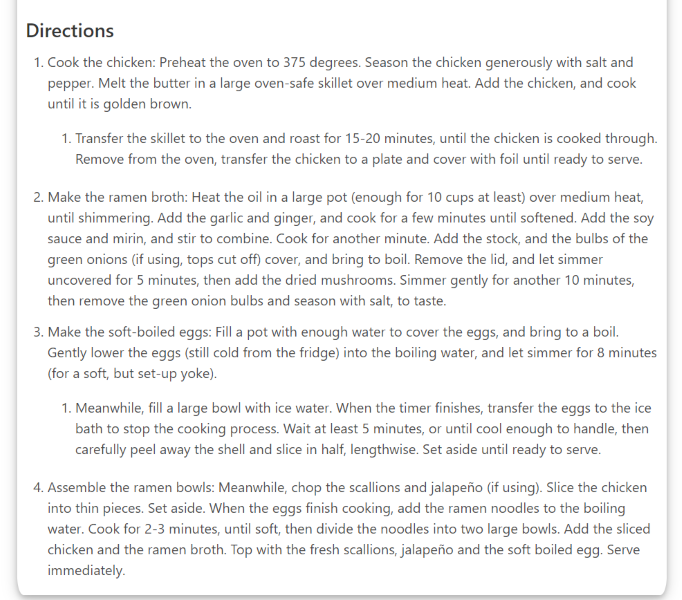 Directions
1. Cook the chicken: Preheat the oven to 375 degrees. Season the chicken generously with salt and
pepper. Melt the butter in a large oven-safe skillet over medium heat. Add the chicken, and cook
until it is golden brown.
1. Transfer the skillet to the oven and roast for 15-20 minutes, until the chicken is cooked through.
Remove from the oven, transfer the chicken to a plate and cover with foil until ready to serve.
2. Make the ramen broth: Heat the oil in a large pot (enough for 10 cups at least) over medium heat,
until shimmering. Add the garlic and ginger, and cook for a few minutes until softened. Add the soy
sauce and mirin, and stir to combine. Cook for another minute. Add the stock, and the bulbs of the
green onions (if using, tops cut off) cover, and bring to boil. Remove the lid, and let simmer
uncovered for 5 minutes, then add the dried mushrooms. Simmer gently for another 10 minutes,
then remove the green onion bulbs and season with salt, to taste.
3. Make the soft-boiled eggs: Fill a pot with enough water to cover the eggs, and bring to a boil.
Gently lower the eggs (still cold from the fridge) into the boiling water, and let simmer for 8 minutes
(for a soft, but set-up yoke).
1. Meanwhile, fill a large bowl with ice water. When the timer finishes, transfer the eggs to the ice
bath to stop the cooking process. Wait at least 5 minutes, or until cool enough to handle, then
carefully peel away the shell and slice in half, lengthwise. Set aside until ready to serve.
4. Assemble the ramen bowls: Meanwhile, chop the scallions and jalapeño (if using). Slice the chicken
into thin pieces. Set aside. When the eggs finish cooking, add the ramen noodles to the boiling
water. Cook for 2-3 minutes, until soft, then divide the noodles into two large bowls. Add the sliced
chicken and the ramen broth. Top with the fresh scallions, jalapeño and the soft boiled egg. Serve
immediately.